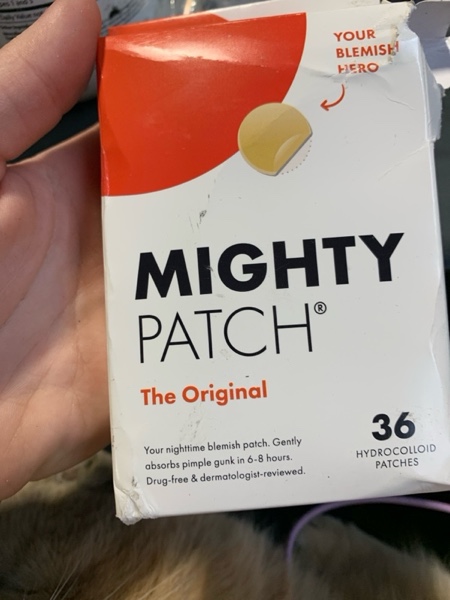 YOUR
BLEMISH
HERO
MIGHTY
PATCH®
The Original
Your nighttime blemish patch. Gently
absorbs pimple gunk in 6-8 hours.
Drug-free & dermatologist-reviewed.
36
HYDROCOLLOID
PATCHES